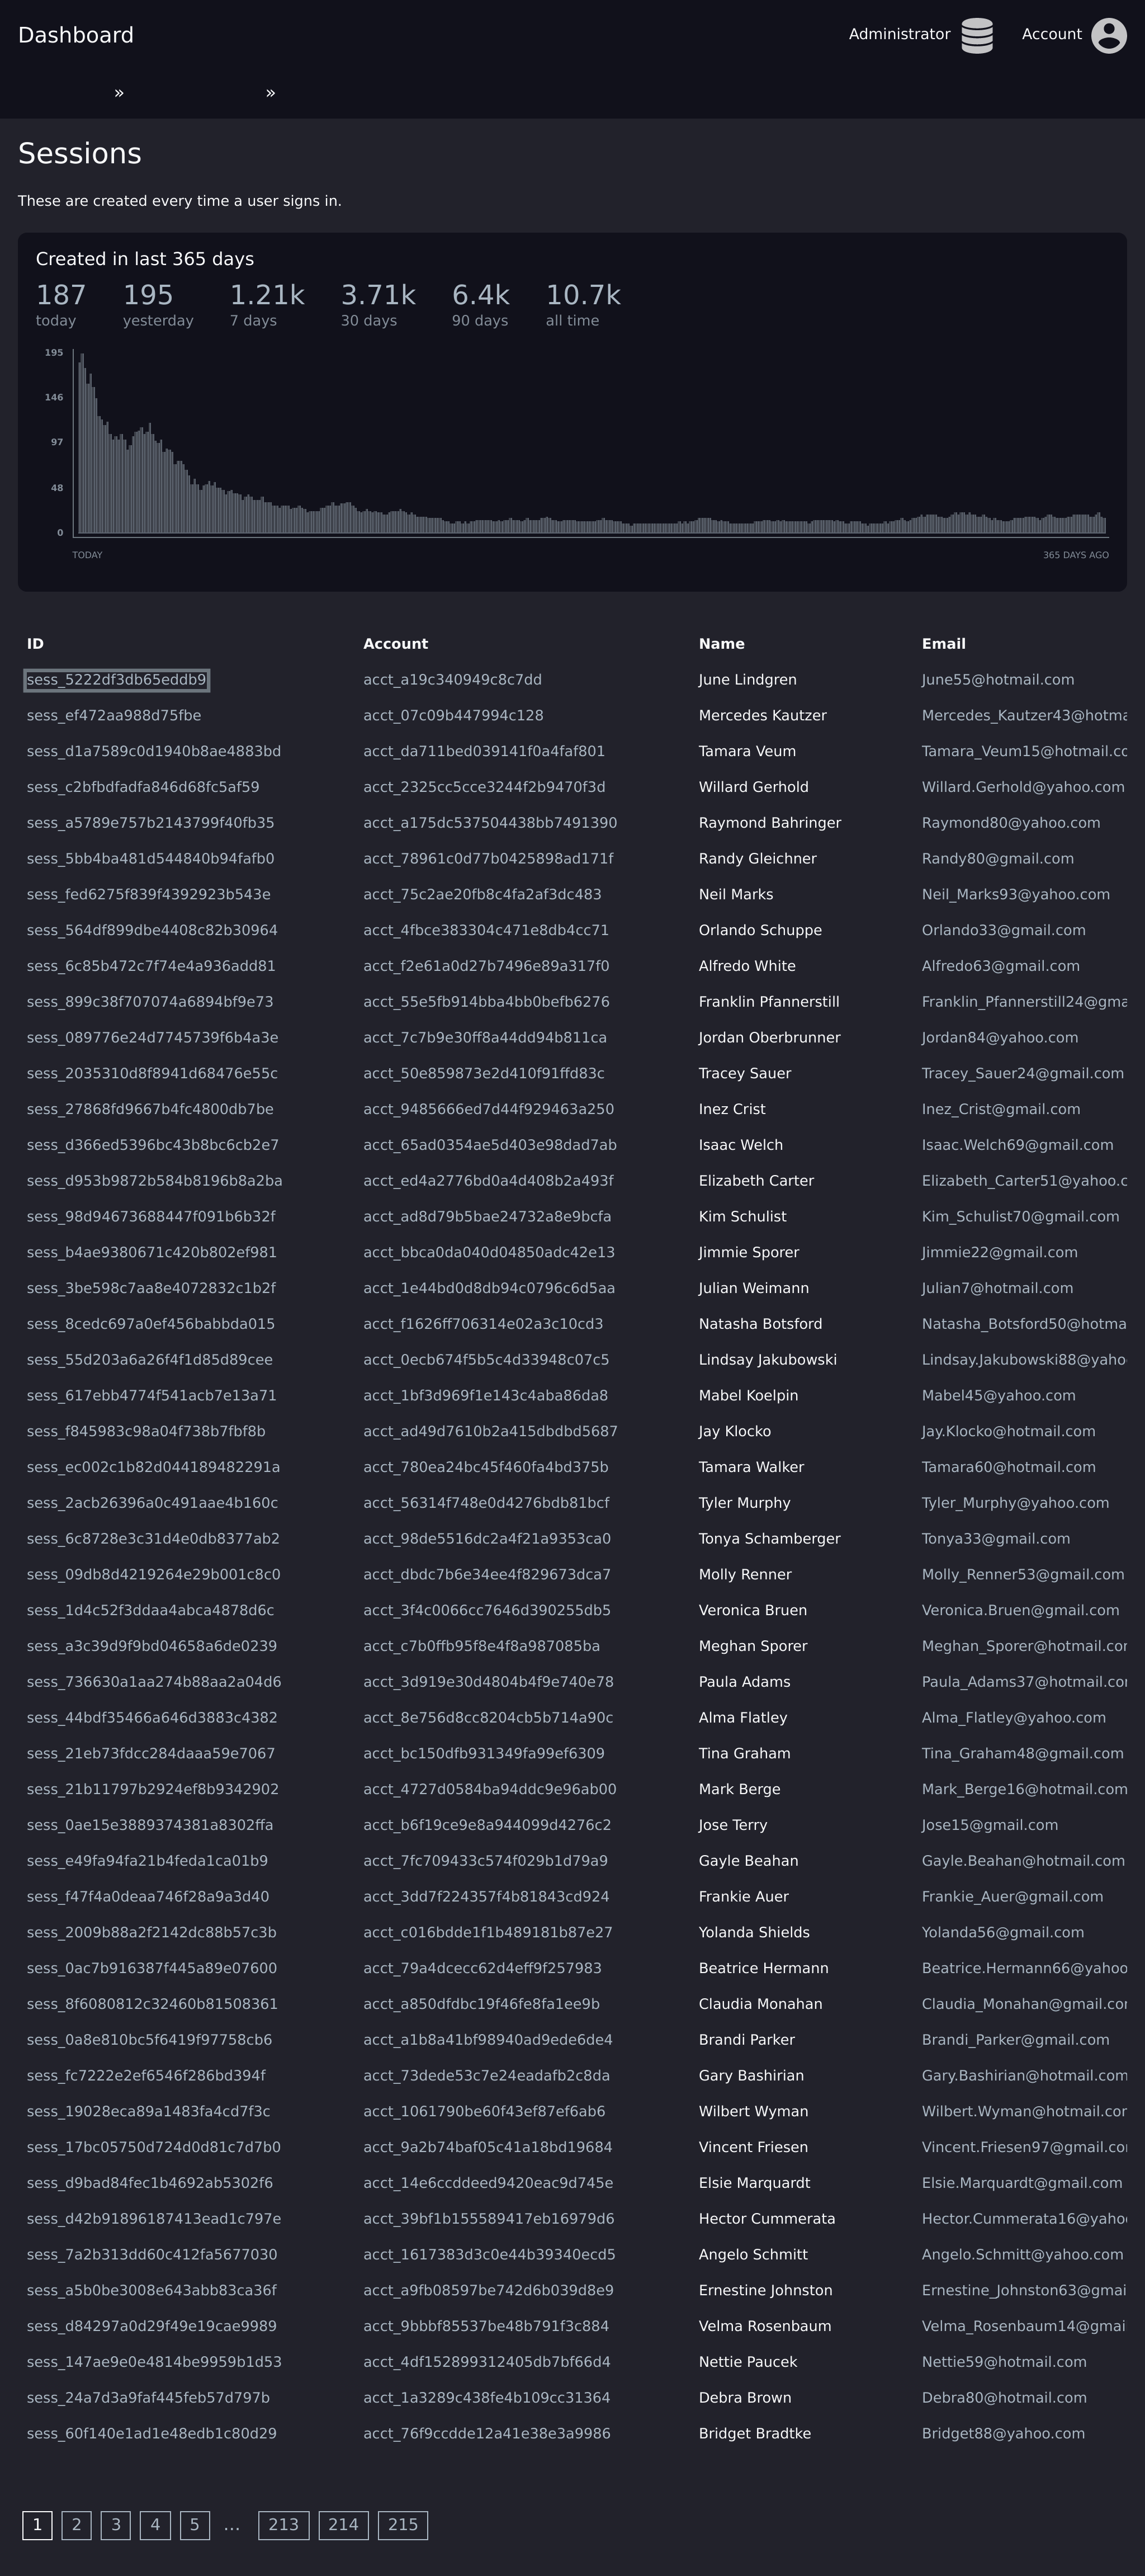 Dashboard Administrator Account
» »
Sessions
These are created every time a user signs in.
Created in last 365 days
187 195 1.21k 3.71k 6.4k 10.7k
today yesterday 7 days 30 days 90 days all time
195
146
97
48
0
TODAY 365 DAYS AGO
ID Account Name Email
sess_5222df3db65eddb9 acct_a19c340949c8c7dd June Lindgren June55@hotmail.com
sess_ef472aa988d75fbe acct_07c09b447994c128 Mercedes Kautzer Mercedes_Kautzer43@hotma
sess_d1a7589c0d1940b8ae4883bd acct_da711bed039141f0a4faf801 Tamara Veum Tamara_Veum15@hotmail.co
sess_c2bfbdfadfa846d68fc5af59 acct_2325cc5cce3244f2b9470f3d Willard Gerhold Willard.Gerhold@yahoo.com
sess_a5789e757b2143799f40fb35 acct_a175dc537504438bb7491390 Raymond Bahringer Raymond80@yahoo.com
sess_5bb4ba481d544840b94fafb0 acct_78961c0d77b0425898ad171f Randy Gleichner Randy80@gmail.com
sess_fed6275f839f4392923b543e acct_75c2ae20fb8c4fa2af3dc483 Neil Marks Neil_Marks93@yahoo.com
sess_564df899dbe4408c82b30964 acct_4fbce383304c471e8db4cc71 Orlando Schuppe Orlando33@gmail.com
sess_6c85b472c7f74e4a936add81 acct_f2e61a0d27b7496e89a317f0 Alfredo White Alfredo63@gmail.com
sess_899c38f707074a6894bf9e73 acct_55e5fb914bba4bb0befb6276 Franklin Pfannerstill Franklin_Pfannerstill24@gma
sess_089776e24d7745739f6b4a3e acct_7c7b9e30ff8a44dd94b811ca Jordan Oberbrunner Jordan84@yahoo.com
sess_2035310d8f8941d68476e55c acct_50e859873e2d410f91ffd83c Tracey Sauer Tracey_Sauer24@gmail.com
sess_27868fd9667b4fc4800db7be acct_9485666ed7d44f929463a250 Inez Crist Inez_Crist@gmail.com
sess_d366ed5396bc43b8bc6cb2e7 acct_65ad0354ae5d403e98dad7ab Isaac Welch Isaac.Welch69@gmail.com
sess_d953b9872b584b8196b8a2ba acct_ed4a2776bd0a4d408b2a493f Elizabeth Carter Elizabeth_Carter51@yahoo.c
sess_98d94673688447f091b6b32f acct_ad8d79b5bae24732a8e9bcfa Kim Schulist Kim_Schulist70@gmail.com
sess_b4ae9380671c420b802ef981 acct_bbca0da040d04850adc42e13 Jimmie Sporer Jimmie22@gmail.com
sess_3be598c7aa8e4072832c1b2f acct_1e44bd0d8db94c0796c6d5aa Julian Weimann Julian7@hotmail.com
sess_8cedc697a0ef456babbda015 acct_f1626ff706314e02a3c10cd3 Natasha Botsford Natasha_Botsford50@hotma
sess_55d203a6a26f4f1d85d89cee acct_0ecb674f5b5c4d33948c07c5 Lindsay Jakubowski Lindsay.Jakubowski88@yaho
sess_617ebb4774f541acb7e13a71 acct_1bf3d969f1e143c4aba86da8 Mabel Koelpin Mabel45@yahoo.com
sess_f845983c98a04f738b7fbf8b acct_ad49d7610b2a415dbdbd5687 Jay Klocko Jay.Klocko@hotmail.com
sess_ec002c1b82d044189482291a acct_780ea24bc45f460fa4bd375b Tamara Walker Tamara60@hotmail.com
sess_2acb26396a0c491aae4b160c acct_56314f748e0d4276bdb81bcf Tyler Murphy Tyler_Murphy@yahoo.com
sess_6c8728e3c31d4e0db8377ab2 acct_98de5516dc2a4f21a9353ca0 Tonya Schamberger Tonya33@gmail.com
sess_09db8d4219264e29b001c8c0 acct_dbdc7b6e34ee4f829673dca7 Molly Renner Molly_Renner53@gmail.com
sess_1d4c52f3ddaa4abca4878d6c acct_3f4c0066cc7646d390255db5 Veronica Bruen Veronica.Bruen@gmail.com
sess_a3c39d9f9bd04658a6de0239 acct_c7b0ffb95f8e4f8a987085ba Meghan Sporer Meghan_Sporer@hotmail.cor
sess_736630a1aa274b88aa2a04d6 acct_3d919e30d4804b4f9e740e78 Paula Adams Paula_Adams37@hotmail.cor
sess_44bdf35466a646d3883c4382 acct_8e756d8cc8204cb5b714a90c Alma Flatley Alma_Flatley@yahoo.com
sess_21eb73fdcc284daaa59e7067 acct_bc150dfb931349fa99ef6309 Tina Graham Tina_Graham48@gmail.com
sess_21b11797b2924ef8b9342902 acct_4727d0584ba94ddc9e96ab00 Mark Berge Mark_Berge16@hotmail.com
sess_0ae15e3889374381a8302ffa acct_b6f19ce9e8a944099d4276c2 Jose Terry Jose15@gmail.com
sess_e49fa94fa21b4feda1ca01b9 acct_7fc709433c574f029b1d79a9 Gayle Beahan Gayle.Beahan@hotmail.com
sess_f47f4a0deaa746f28a9a3d40 acct_3dd7f224357f4b81843cd924 Frankie Auer Frankie_Auer@gmail.com
sess_2009b88a2f2142dc88b57c3b acct_c016bdde1f1b489181b87e27 Yolanda Shields Yolanda56@gmail.com
sess_0ac7b916387f445a89e07600 acct_79a4dcecc62d4eff9f257983 Beatrice Hermann Beatrice.Hermann66@yahoo
sess_8f6080812c32460b81508361 acct_a850dfdbc19f46fe8fa1ee9b Claudia Monahan Claudia_Monahan@gmail.cor
sess_0a8e810bc5f6419f97758cb6 acct_a1b8a41bf98940ad9ede6de4 Brandi Parker Brandi_Parker@gmail.com
sess_fc7222e2ef6546f286bd394f acct_73dede53c7e24eadafb2c8da Gary Bashirian Gary.Bashirian@hotmail.com
sess_19028eca89a1483fa4cd7f3c acct_1061790be60f43ef87ef6ab6 Wilbert Wyman Wilbert.Wyman@hotmail.cor
sess_17bc05750d724d0d81c7d7b0 acct_9a2b74baf05c41a18bd19684 Vincent Friesen Vincent.Friesen97@gmail.cor
sess_d9bad84fec1b4692ab5302f6 acct_14e6ccddeed9420eac9d745e Elsie Marquardt Elsie.Marquardt@gmail.com
sess_d42b91896187413ead1c797e acct_39bf1b155589417eb16979d6 Hector Cummerata Hector.Cummerata16@yahoo
sess_7a2b313dd60c412fa5677030 acct_1617383d3c0e44b39340ecd5 Angelo Schmitt Angelo.Schmitt@yahoo.com
sess_a5b0be3008e643abb83ca36f acct_a9fb08597be742d6b039d8e9 Ernestine Johnston Ernestine_Johnston63@gmai
sess_d84297a0d29f49e19cae9989 acct_9bbbf85537be48b791f3c884 Velma Rosenbaum Velma_Rosenbaum14@gmai
sess_147ae9e0e4814be9959b1d53 acct_4df152899312405db7bf66d4 Nettie Paucek Nettie59@hotmail.com
sess_24a7d3a9faf445feb57d797b acct_1a3289c438fe4b109cc31364 Debra Brown Debra80@hotmail.com
sess_60f140e1ad1e48edb1c80d29 acct_76f9ccdde12a41e38e3a9986 Bridget Bradtke Bridget88@yahoo.com
1 2 3 4 5 … 213 214 215